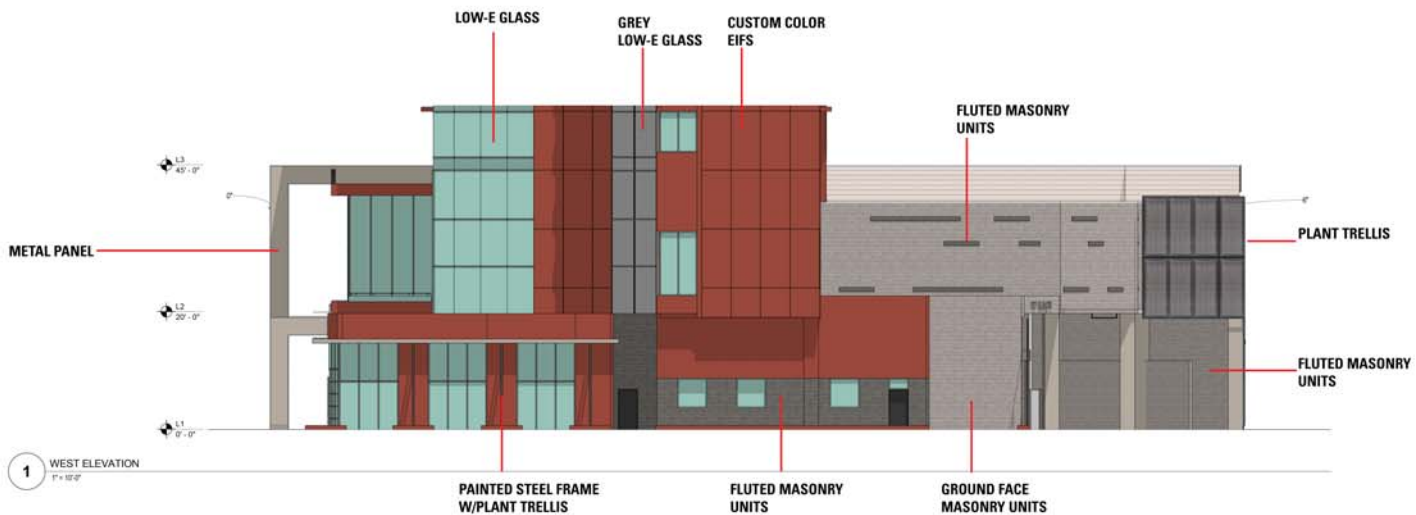 LOW-E GLASS
GREY
LOW-E GLASS
CUSTOM COLOR
EIFS
FLUTED MASONRY
UNITS
L3
45' - 0"
METAL PANEL
PLANT TRELLIS
L2
20' - 0"
FLUTED MASONRY
UNITS
L1
0' - 0"
1
WEST ELEVATION
1" = 10'-0"
PAINTED STEEL FRAME
W/PLANT TRELLIS
FLUTED MASONRY
UNITS
GROUND FACE
MASONRY UNITS